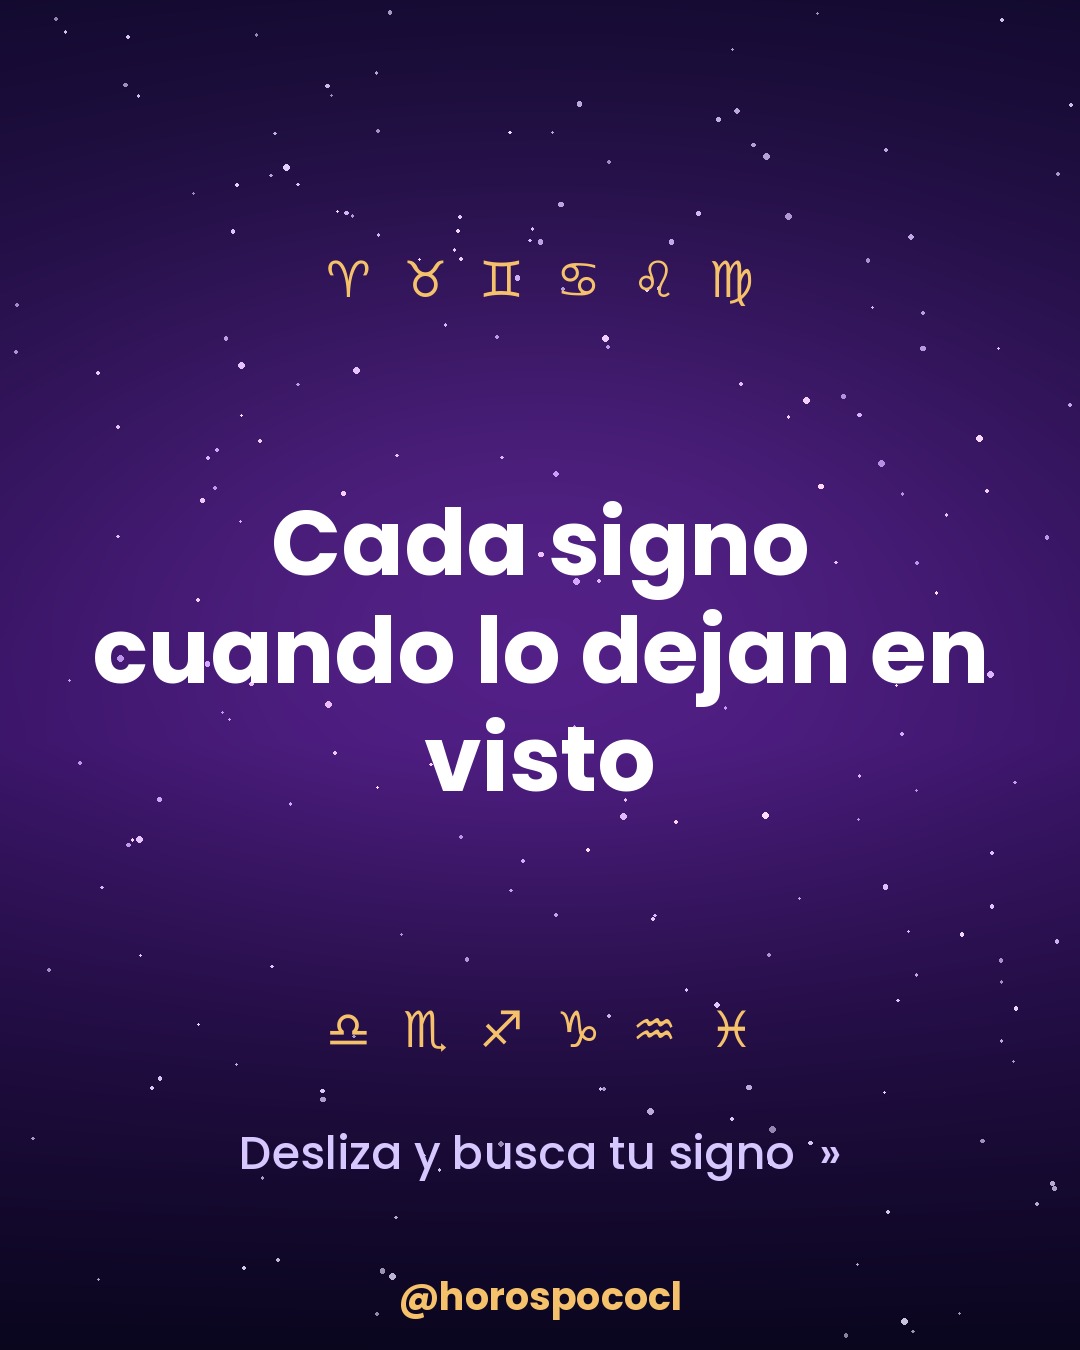 ♈ ♉ ♊ ♋ ♌ ♍
Cada signo
cuando lo dejan en
visto
♎ ♏ ♐ ♑ ♒ ♓
Desliza y busca tu signo »
@horospococl